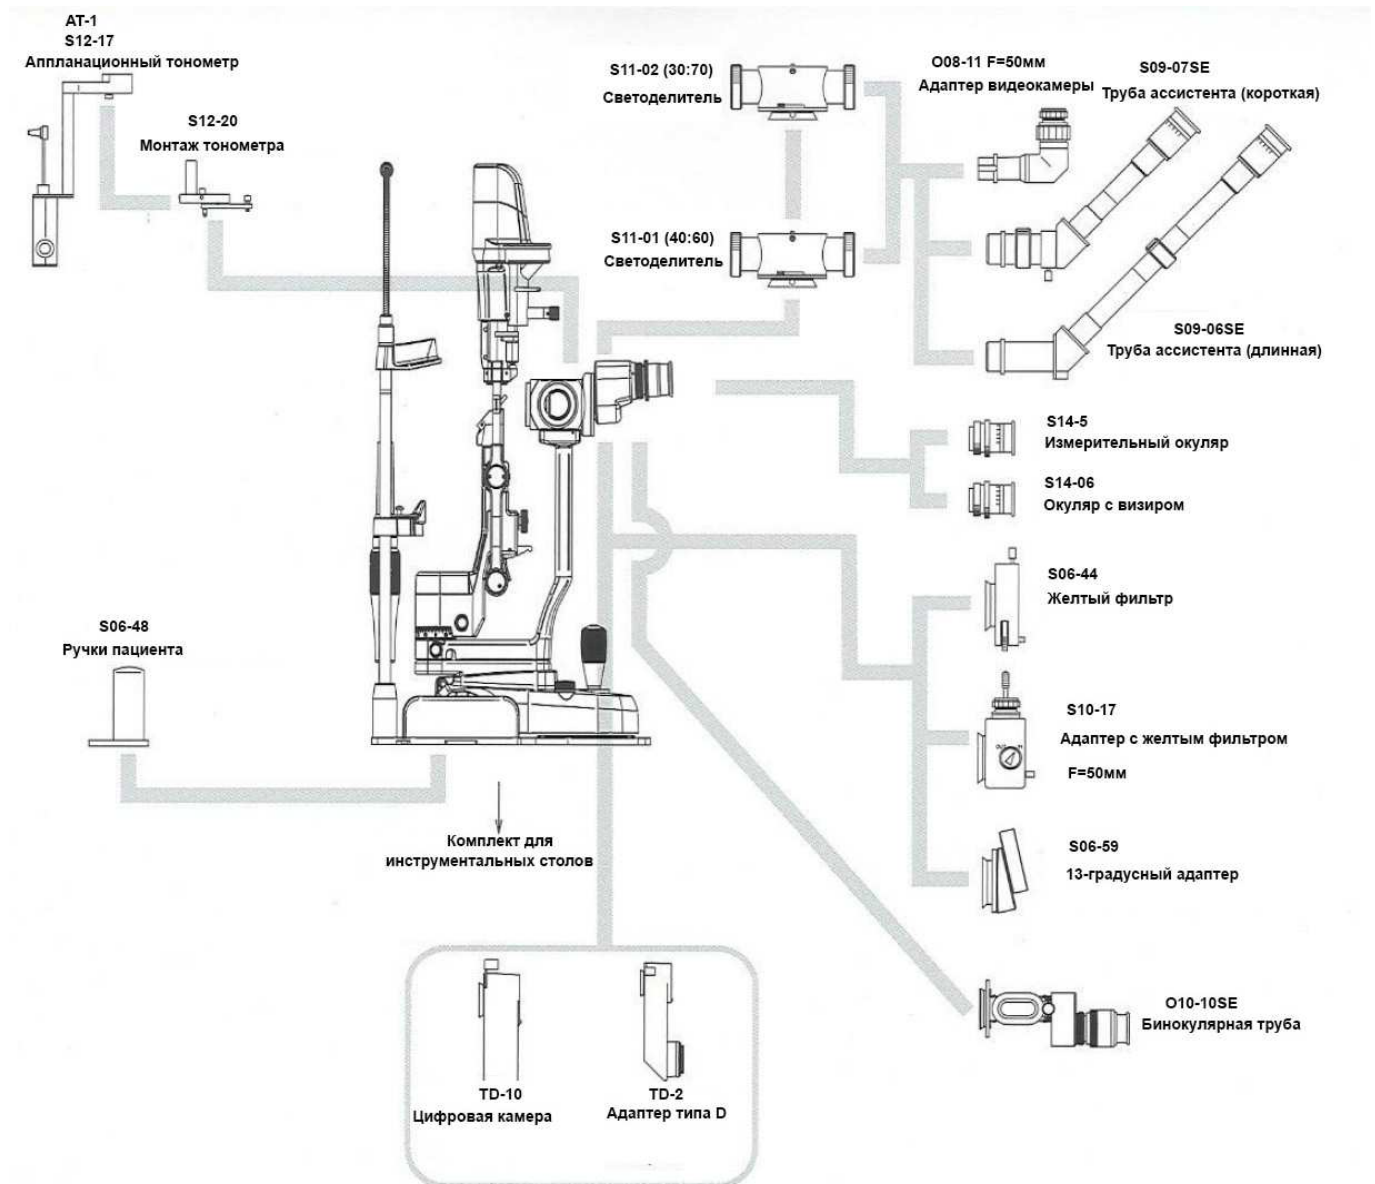 AT-1
S12-17
Аппланационный тонометр
S12-20
Монтаж тонометра
S11-02 (30:70)
Светоделитель
O08-11 F=50мм
Адаптер видеокамеры
S09-07SE
Труба ассистента (короткая)
S11-01 (40:60)
Светоделитель
S09-06SE
Труба ассистента (длинная)
S14-5
Измерительный окуляр
S14-06
Окуляр с визиром
S06-44
Желтый фильтр
S06-48
Ручки пациента
S10-17
Адаптер с желтым фильтром
F=50мм
Комплект для
инструментальных столов
S06-59
13-градусный адаптер
O10-10SE
Бинокулярная труба
TD-10
Цифровая камера
TD-2
Адаптер типа D